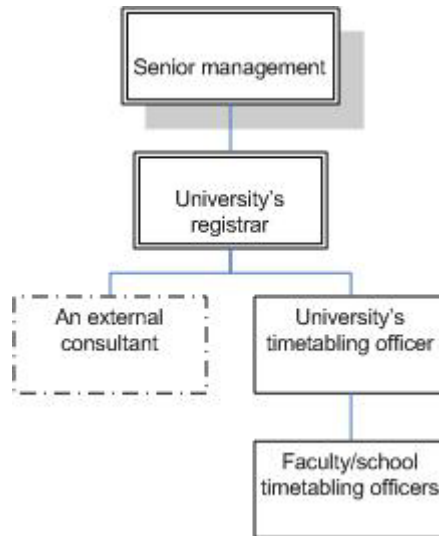 Senior management
University's
registrar
An external
consultant
University's
timetabling officer
Faculty/school
timetabling officers